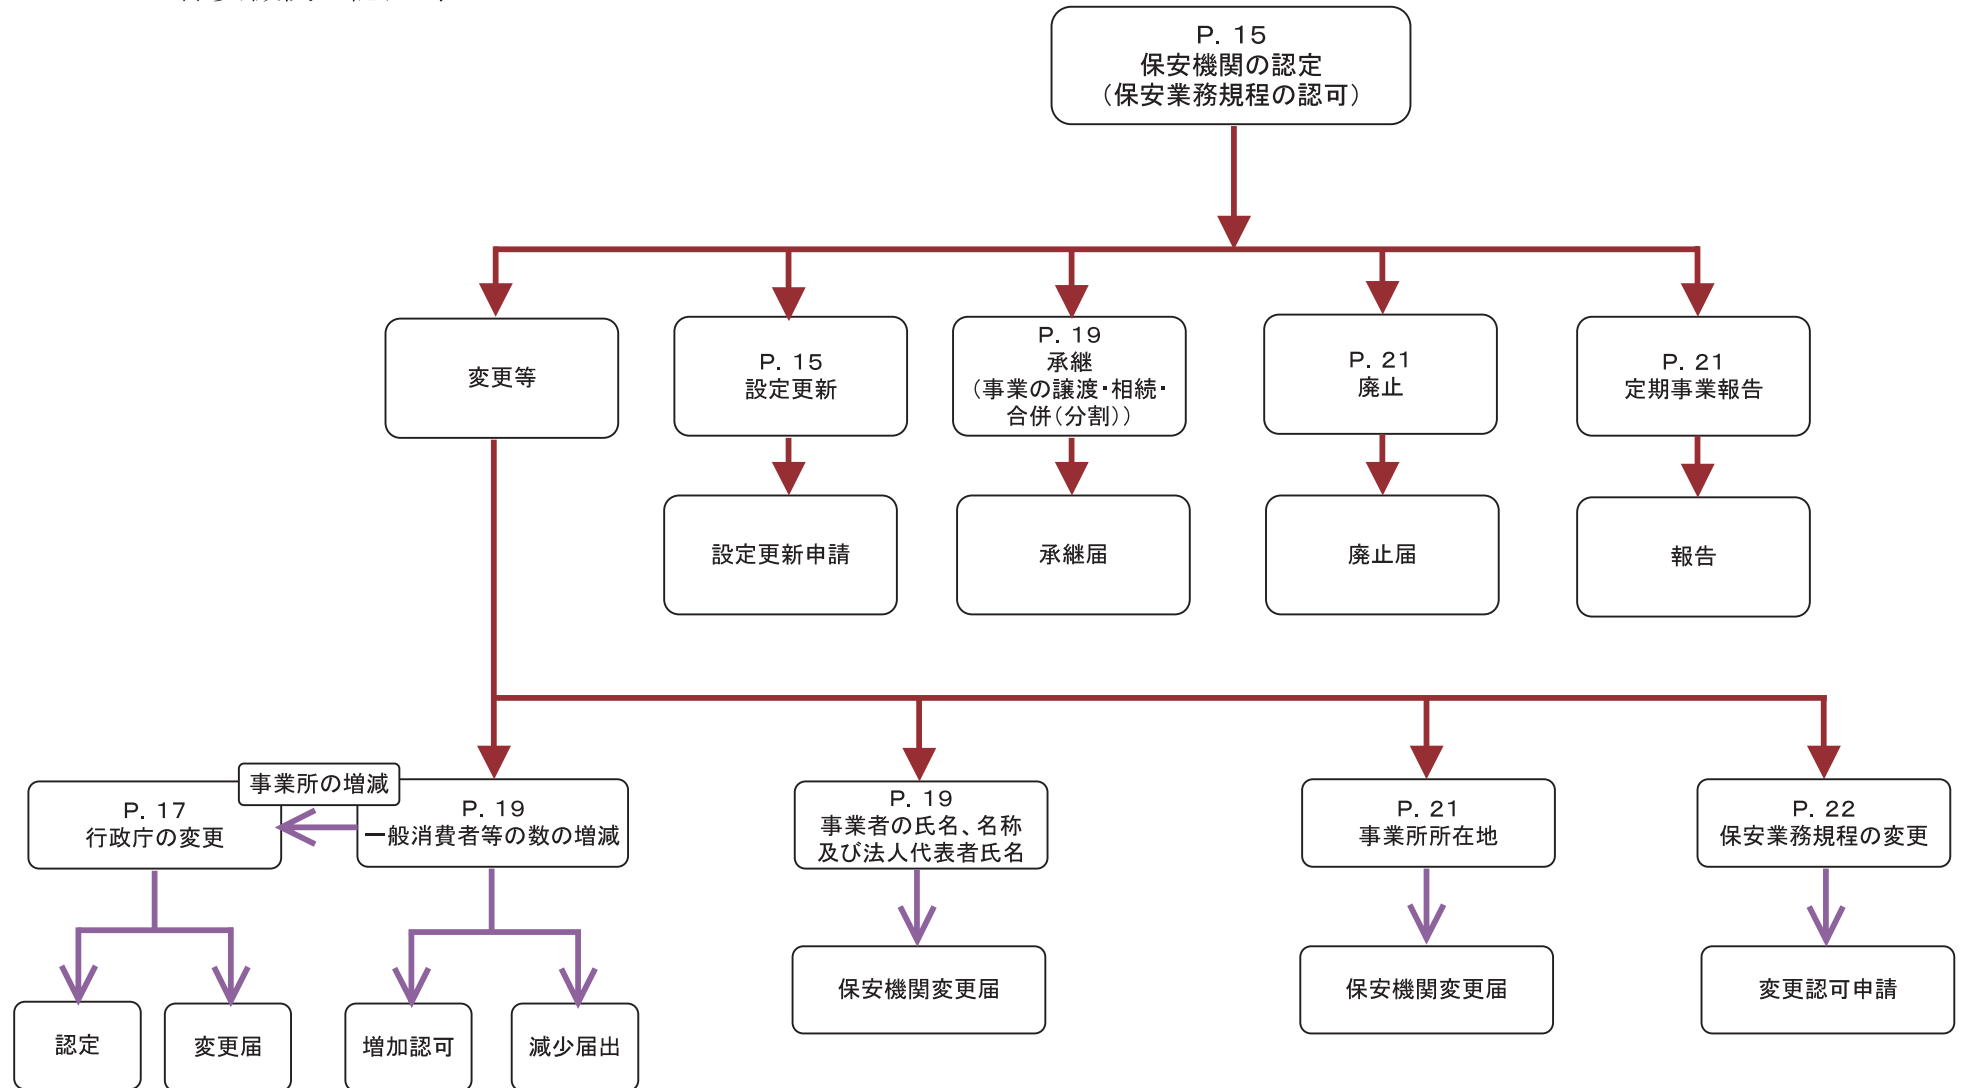 P. 15
保安機関の認定
（保安業務規程の認可）
変更等
P. 15
設定更新
P. 19
承継
（事業の譲渡・相続・
合併（分割））
P. 21
廃止
P. 21
定期事業報告
設定更新申請
承継届
廃止届
報告
事業所の増減
P. 17
行政庁の変更
P. 19
一般消費者等の数の増減
P. 19
事業者の氏名、名称
及び法人代表者氏名
P. 21
事業所所在地
P. 22
保安業務規程の変更
認定
変更届
増加認可
減少届出
保安機関変更届
保安機関変更届
変更認可申請